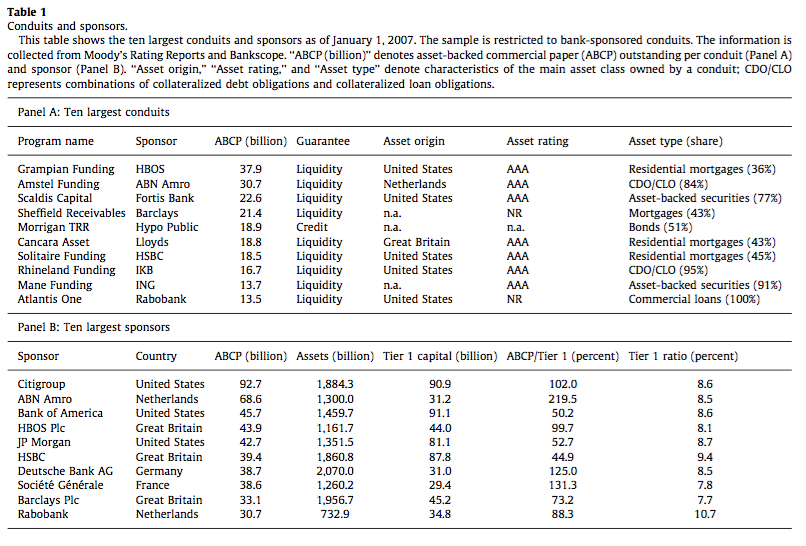 Table 1
Conduits and sponsors.
This table shows the ten largest conduits and sponsors as of January 1, 2007. The sample is restricted to bank-sponsored conduits. The information is
collected from Moody's Rating Reports and Bankscope. “ABCP (billion)” denotes asset-backed commercial paper (ABCP) outstanding per conduit (Panel A)
and sponsor (Panel B). “Asset origin,” “Asset rating,” and “Asset type” denote characteristics of the main asset class owned by a conduit; CDO/CLO
represents combinations of collateralized debt obligations and collateralized loan obligations.
Panel A: Ten largest conduits
Program name Sponsor ABCP (billion) Guarantee Asset origin Asset rating Asset type (share)
Grampian Funding HBOS 37.9 Liquidity United States AAA Residential mortgages (36%)
Amstel Funding ABN Amro 30.7 Liquidity Netherlands AAA CDO/CLO (84%)
Scaldis Capital Fortis Bank 22.6 Liquidity United States AAA Asset-backed securities (77%)
Sheffield Receivables Barclays 21.4 Liquidity n.a. NR Mortgages (43%)
Morrigan TRR Hypo Public 18.9 Credit n.a. n.a. Bonds (51%)
Cancara Asset Lloyds 18.8 Liquidity Great Britain AAA Residential mortgages (43%)
Solitaire Funding HSBC 18.5 Liquidity United States AAA Residential mortgages (45%)
Rhineland Funding IKB 16.7 Liquidity United States AAA CDO/CLO (95%)
Mane Funding ING 13.7 Liquidity n.a. AAA Asset-backed securities (91%)
Atlantis One Rabobank 13.5 Liquidity United States NR Commercial loans (100%)
Panel B: Ten largest sponsors
Sponsor Country ABCP (billion) Assets (billion) Tier 1 capital (billion) ABCP/Tier 1 (percent) Tier 1 ratio (percent)
Citigroup United States 92.7 1,884.3 90.9 102.0 8.6
ABN Amro Netherlands 68.6 1,300.0 31.2 219.5 8.5
Bank of America United States 45.7 1,459.7 91.1 50.2 8.6
HBOS Plc Great Britain 43.9 1,161.7 44.0 99.7 8.1
JP Morgan United States 42.7 1,351.5 81.1 52.7 8.7
HSBC Great Britain 39.4 1,860.8 87.8 44.9 9.4
Deutsche Bank AG Germany 38.7 2,070.0 31.0 125.0 8.5
Société Générale France 38.6 1,260.2 29.4 131.3 7.8
Barclays Plc Great Britain 33.1 1,956.7 45.2 73.2 7.7
Rabobank Netherlands 30.7 732.9 34.8 88.3 10.7